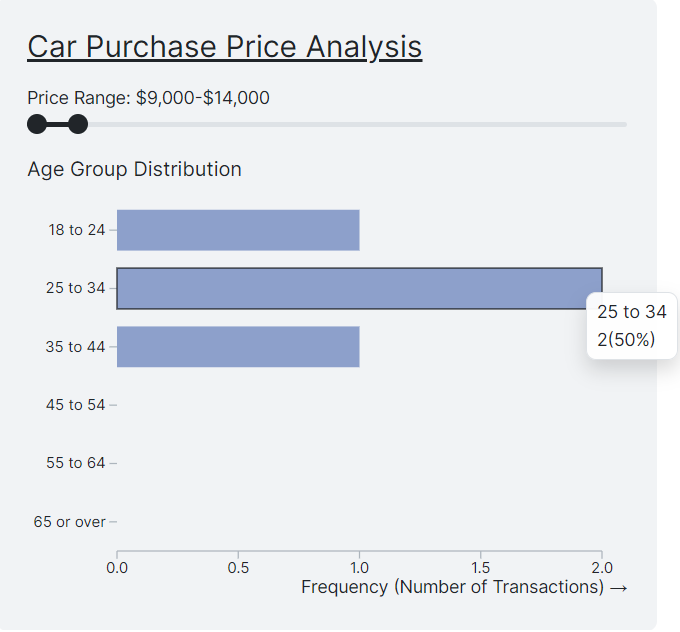 Car Purchase Price Analysis
Price Range: $9,000-$14,000
Age Group Distribution
18 to 24
25 to 34
25 to 34
2(50%)
35 to 44
45 to 54
55 to 64
65 or over
0.0 0.5 1.0 1.5 2.0
Frequency (Number of Transactions) →